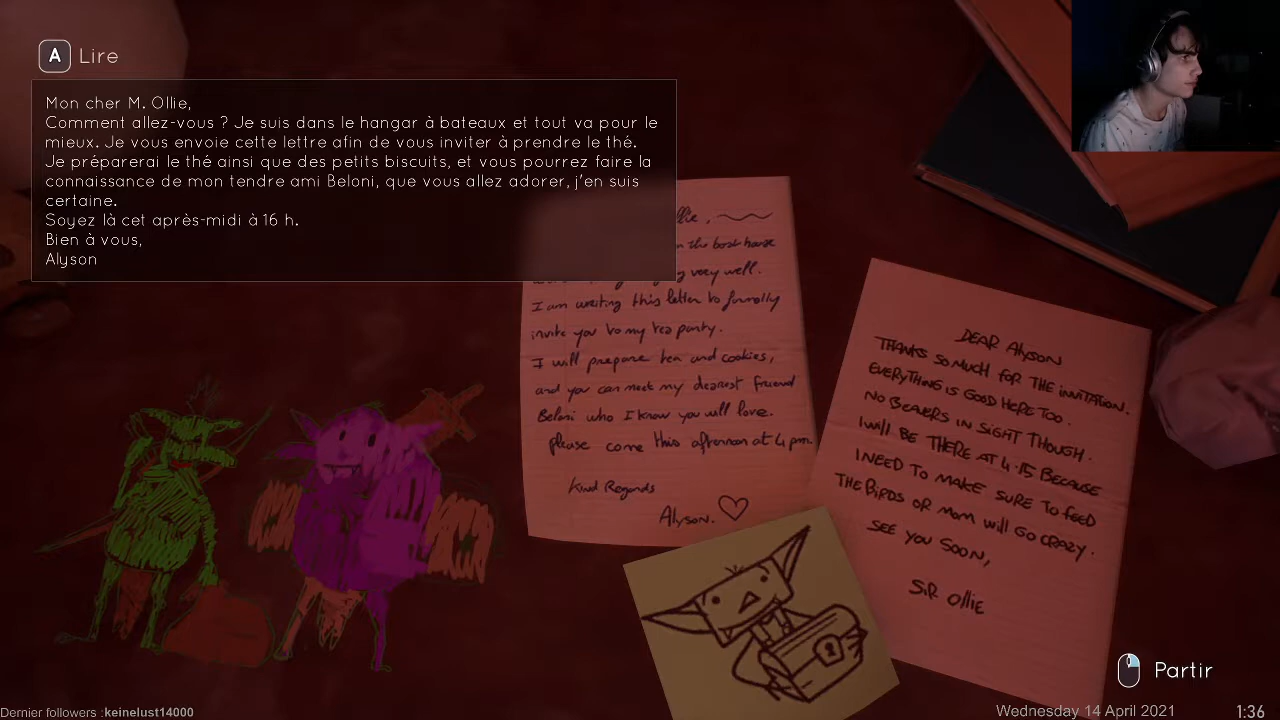 A Lire
Mon cher M. Ollie,
Comment allez-vous ? Je suis dans le hangar à bateaux et tout va pour le
mieux. Je vous envoie cette lettre afin de vous inviter à prendre le thé.
Je préparerai le thé ainsi que des petits biscuits, et vous pourrez faire la
connaissance de mon tendre ami Beloni, que vous allez adorer, j'en suis
certaine.
Soyez là cet après-midi à 16 h.
Bien à vous,
Alyson
llie,
n the boat house
very well.
I am writing this letter to formally
invite you to my tea party.
I will prepare tea and cookies,
and you can meet my dearest friend
Beloni who I know you will love.
please come this afternoon at 4 pm.
Kind Regards
Alyson.
DEAR Alyson
THANKS SO MUCH FOR THE INVITATION.
EVERYTHING IS GOOD HERE TOO.
NO BEAVERS IN SIGHT THOUGH.
I WILL BE THERE AT 4.15 BECAUSE
I NEED TO MAKE SURE TO FEED
THE BIRDS OR MOM WILL GO CRAZY.
SEE YOU SOON,
SIR Ollie
Partir
Dernier followers :keinelust14000
Wednesday 14 April 2021
1:36